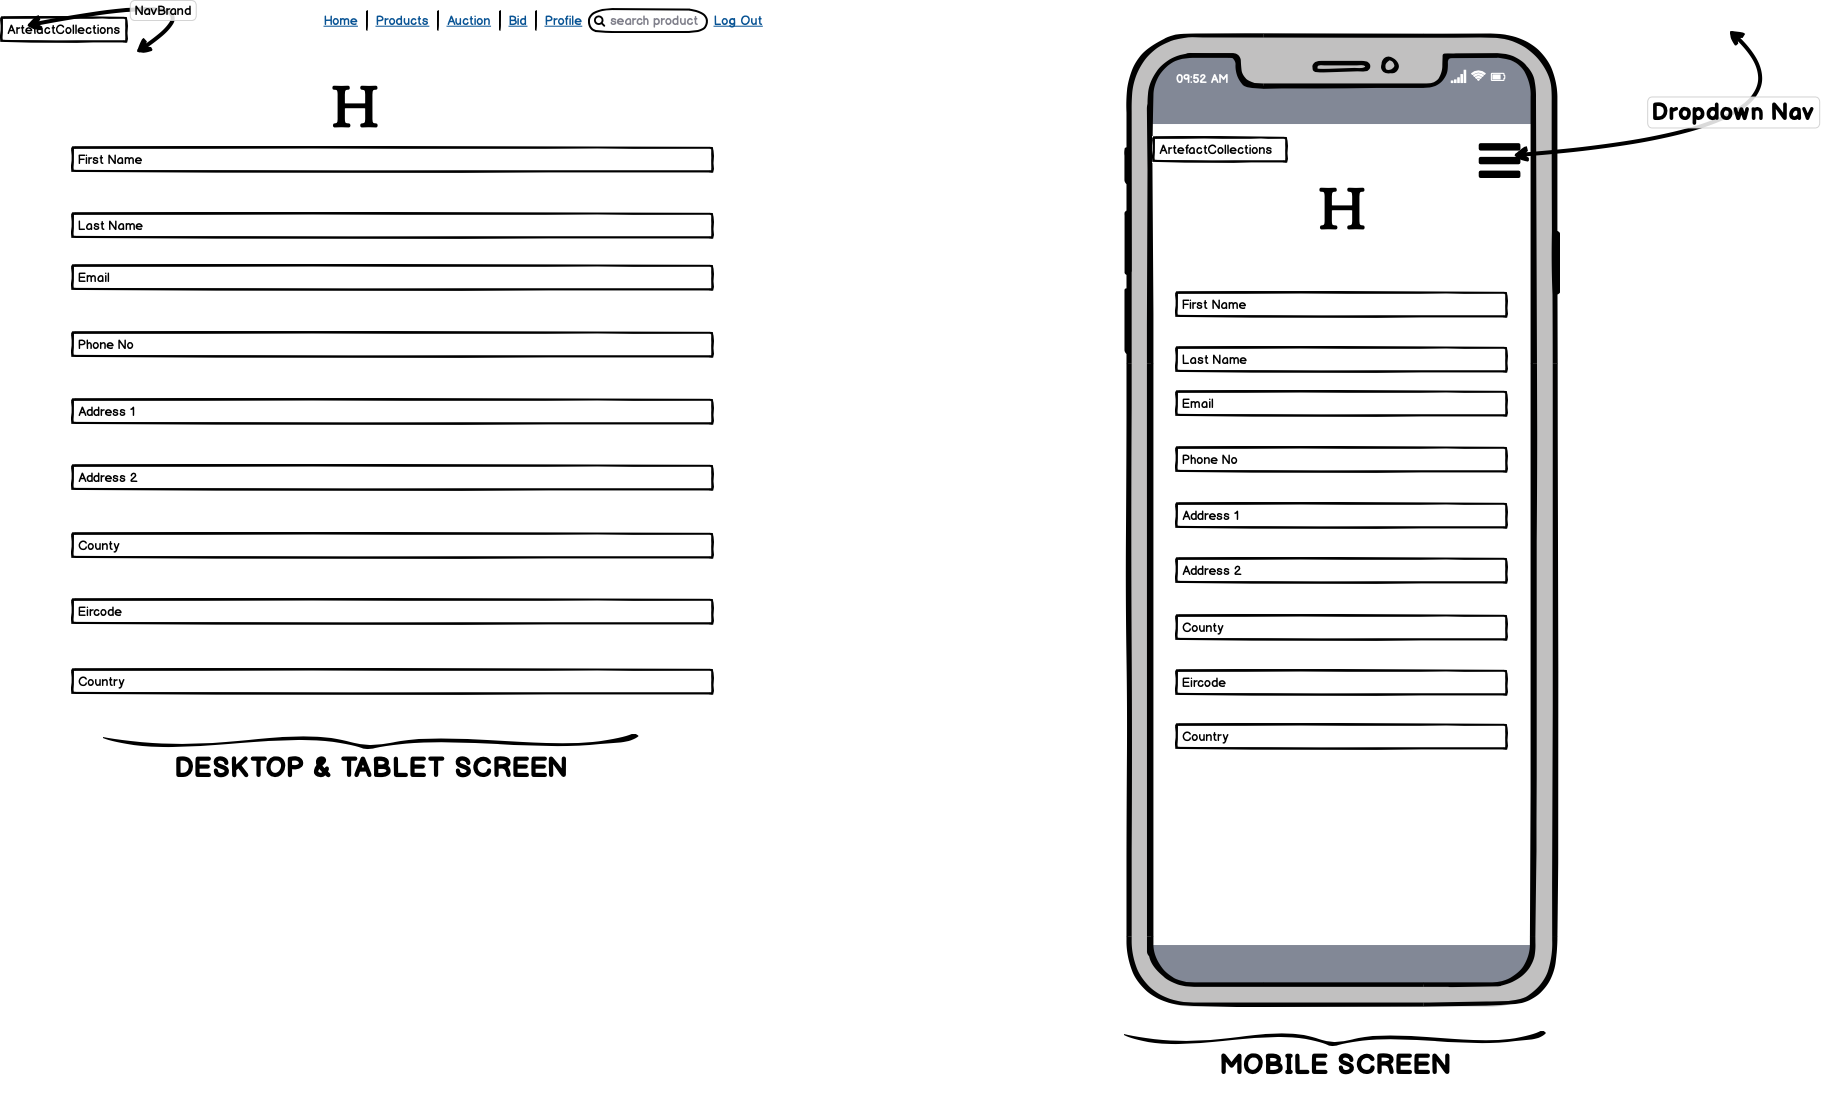 NavBrand
ArtefactCollections
Home Products Auction Bid Profile search product Log Out
H
First Name
Last Name
Email
Phone No
Address 1
Address 2
County
Eircode
Country
DESKTOP & TABLET SCREEN
09:52 AM
Dropdown Nav
ArtefactCollections
H
First Name
Last Name
Email
Phone No
Address 1
Address 2
County
Eircode
Country
MOBILE SCREEN